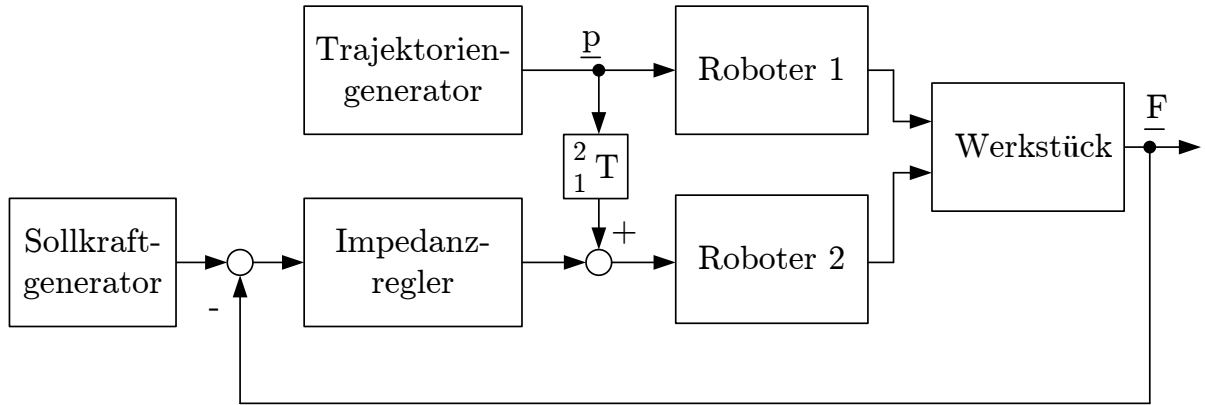 Trajektorien-
generator
p
Roboter 1
F
Werkstück
2
1 T
+
Sollkraft-
generator
Impedanz-
regler
Roboter 2
-